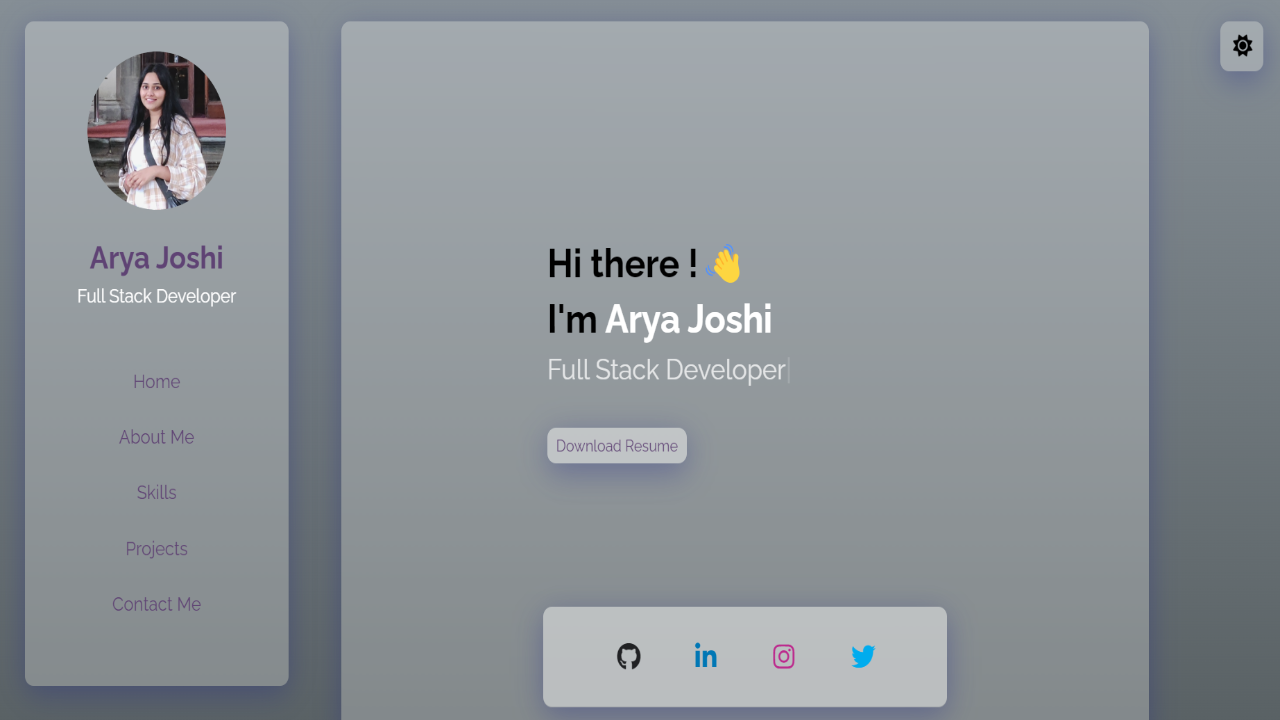 Arya Joshi
Full Stack Developer
Home
About Me
Skills
Projects
Contact Me
Hi there ! 👋
I'm Arya Joshi
Full Stack Developer
Download Resume